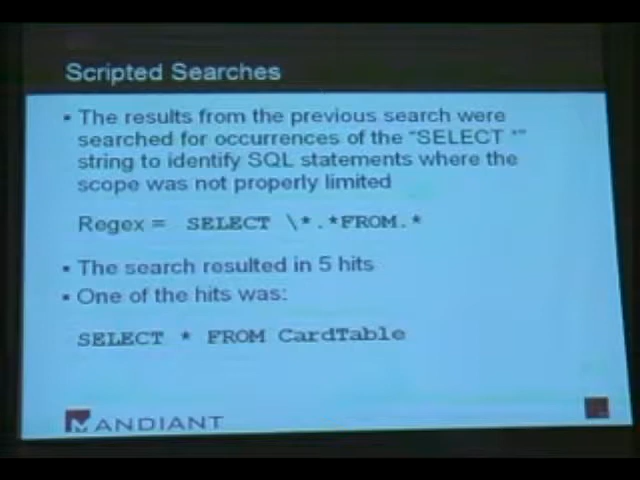 Scripted Searches
▪ The results from the previous search were
searched for occurrences of the "SELECT *"
string to identify SQL statements where the
scope was not properly limited
Regex = SELECT \*.*FROM.*
▪ The search resulted in 5 hits
▪ One of the hits was:
SELECT * FROM CardTable
MANDIANT